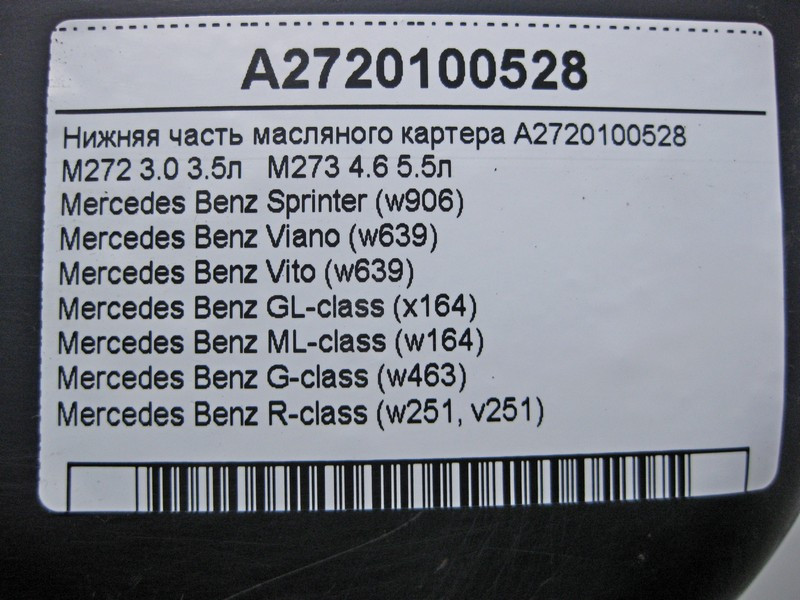 A2720100528
Нижняя часть масляного картера A2720100528
M272 3.0 3.5л M273 4.6 5.5л
Mercedes Benz Sprinter (w906)
Mercedes Benz Viano (w639)
Mercedes Benz Vito (w639)
Mercedes Benz GL-class (x164)
Mercedes Benz ML-class (w164)
Mercedes Benz G-class (w463)
Mercedes Benz R-class (w251, v251)